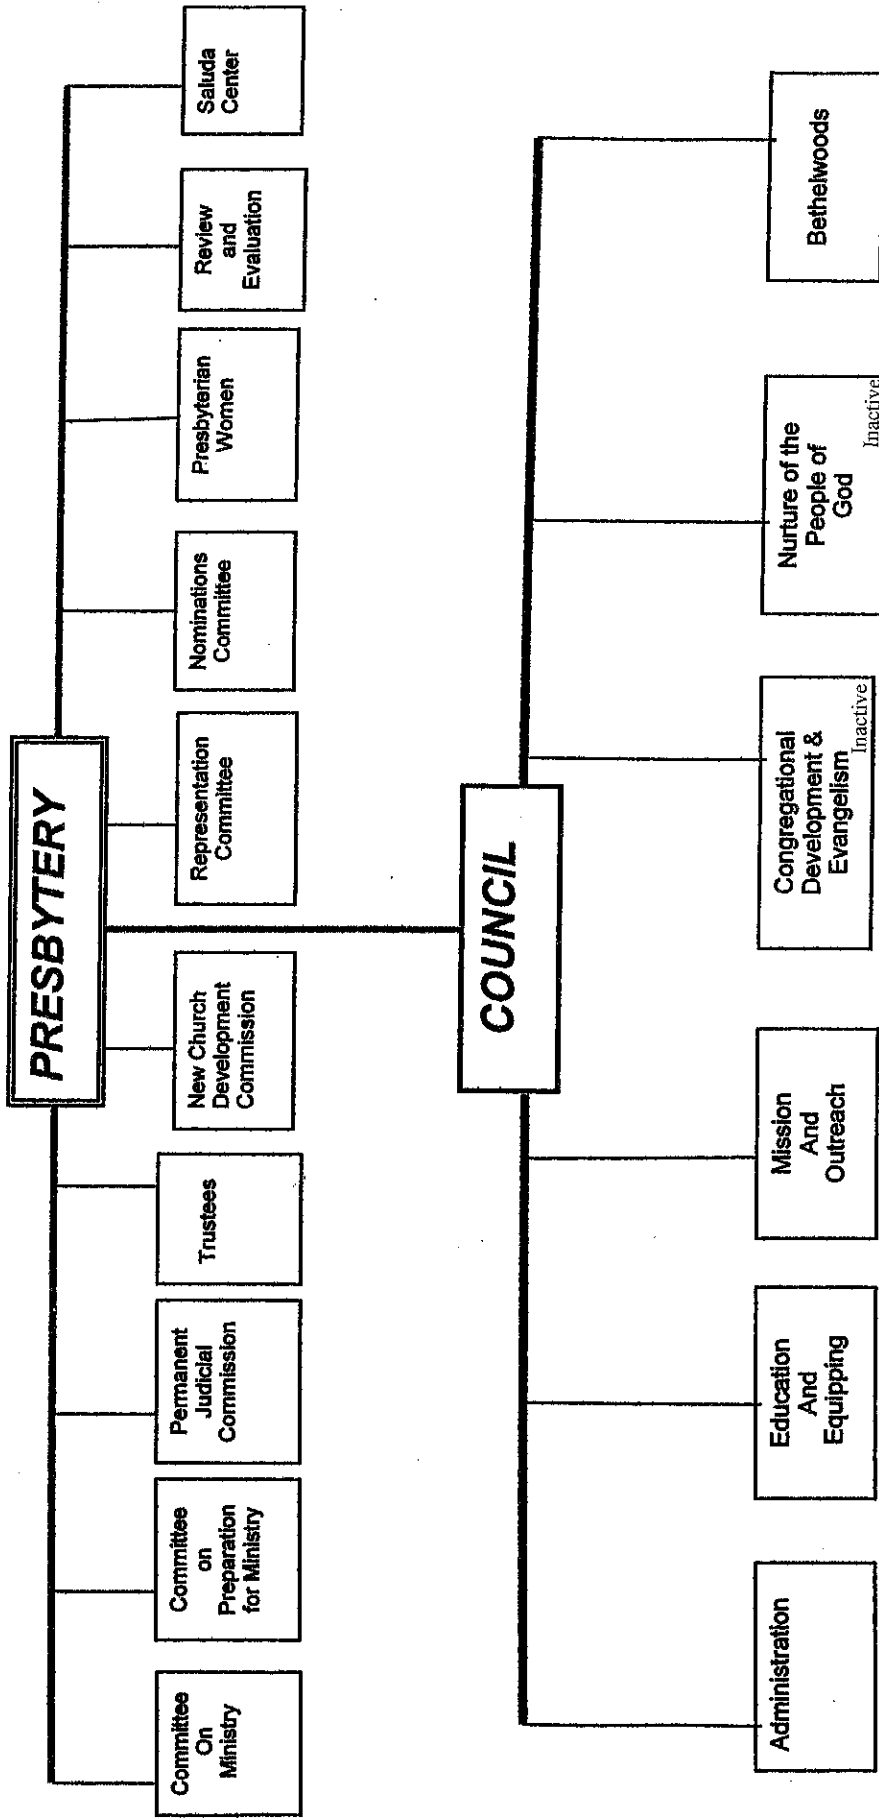 PRESBYTERY
Committee
On
Ministry
Committee
on
Preparation
for Ministry
Permanent
Judicial
Commission
Trustees
New Church
Development
Commission
Representation
Committee
Nominations
Committee
Presbyterian
Women
Review
and
Evaluation
Saluda
Center
COUNCIL
Administration
Education
And
Equipping
Mission
And
Outreach
Congregational
Development &
Evangelism
Inactive
Nurture of the
People of
God
Inactive
Bethelwoods